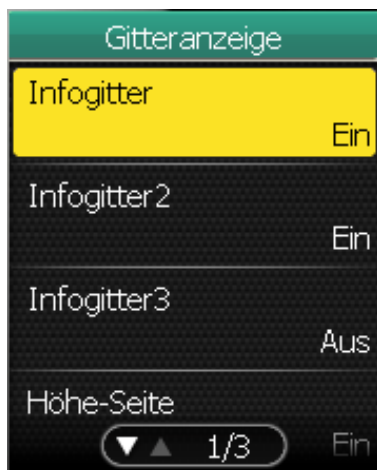 Gitteranzeige
Infogitter
Ein
Infogitter2
Ein
Infogitter3
Aus
Höhe-Seite
Ein
1/3